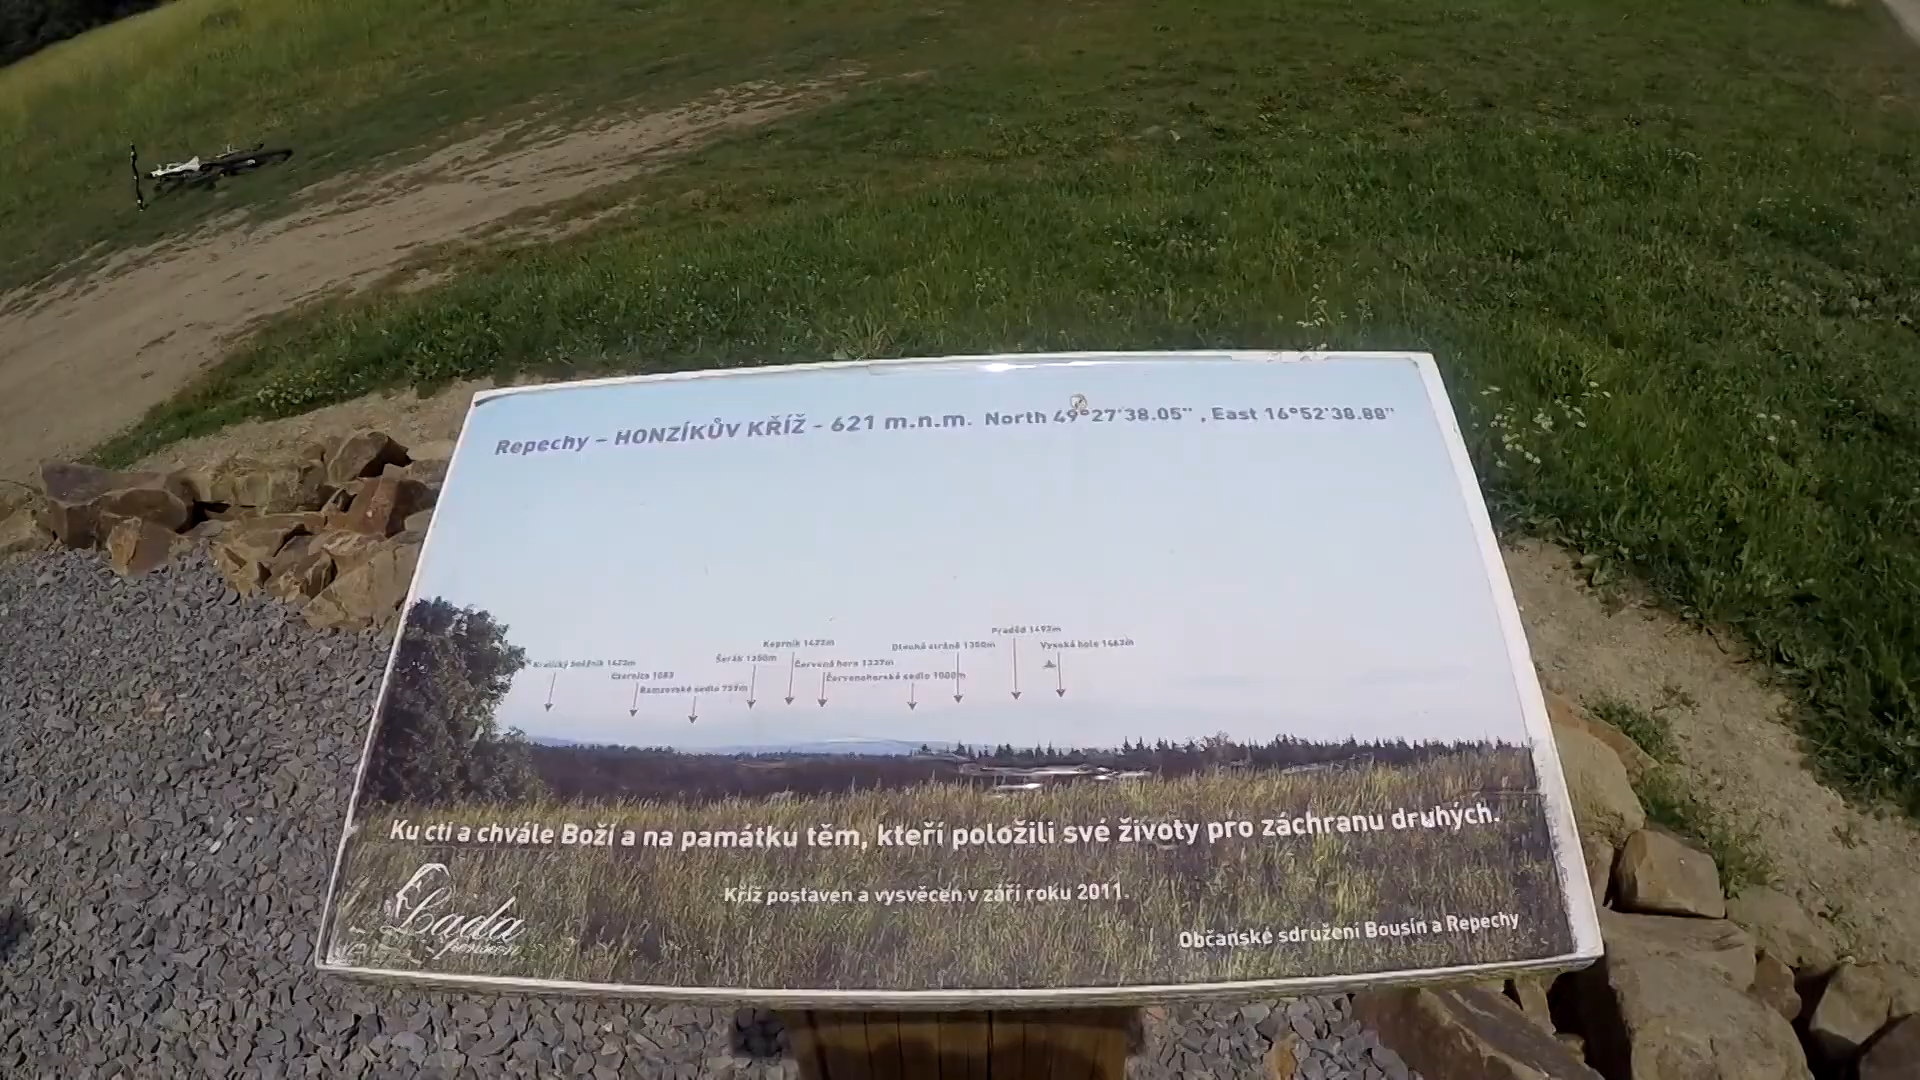 Repechy – HONZÍKŮV KŘÍŽ - 621 m.n.m. North 49°27'38.05" , East 16°52'38.88"
Praděd 1492m
Keprník 1423m
Dlouhé stráně 1350m
Vysoká hole 1463m
Šerák 1350m
Červená hora 1337m
Králický Sněžník 1423m
Czernica 1083
Červenohorské sedlo 1000m
Ramzovské sedlo 759m
Ku cti a chvále Boží a na památku těm, kteří položili své životy pro záchranu druhých.
Kříž postaven a vysvěcen v září roku 2011.
Lada
Občanské sdružení Bousín a Repechy